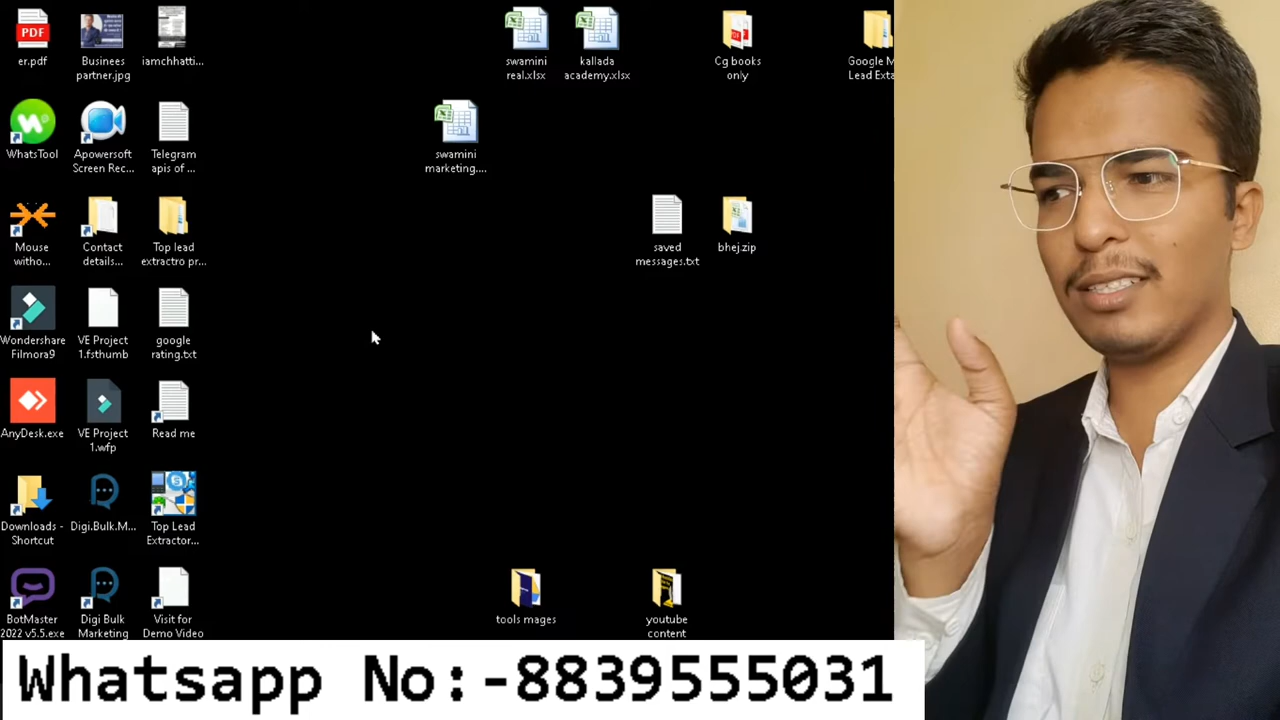 er.pdf
Businees
partner.jpg
iamchhatti...
swamini
real.xlsx
kallada
academy.xlsx
Cg books
only
Google M
Lead Exta
WhatsTool
Apowersoft
Screen Rec...
Telegram
apis of ...
swamini
marketing....
Mouse
witho...
Contact
details...
Top lead
extractro pr...
saved
messages.txt
bhej.zip
Wondershare
Filmora9
VE Project
1.fsthumb
google
rating.txt
AnyDesk.exe
VE Project
1.wfp
Read me
Downloads -
Shortcut
Digi.Bulk.M...
Top Lead
Extractor...
BotMaster
2022 v5.5.exe
Digi Bulk
Marketing
Visit for
Demo Video
tools mages
youtube
content
Whatsapp No:-8839555031